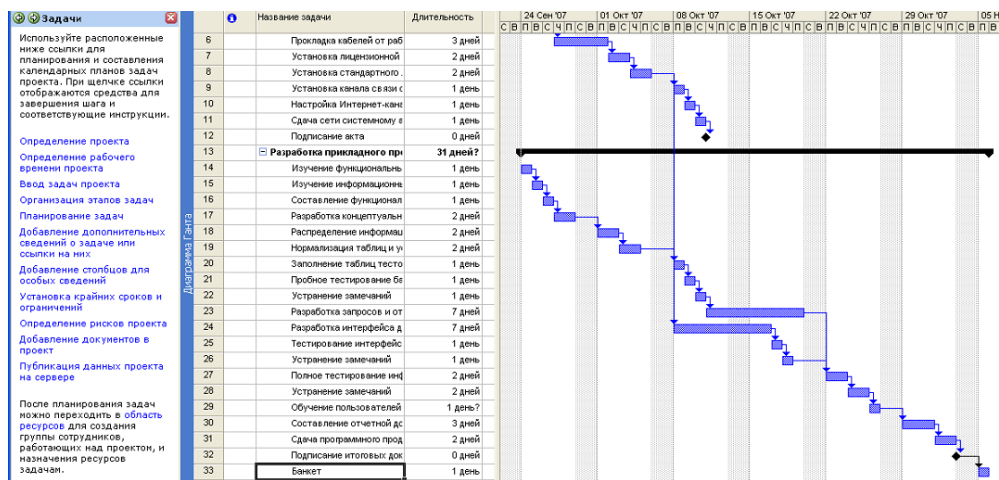 Задачи
Используйте расположенные
ниже ссылки для
планирования и составления
календарных планов задач
проекта. При щелчке ссылки
отображаются средства для
завершения шага и
соответствующие инструкции.
Определение проекта
Определение рабочего
времени проекта
Ввод задач проекта
Организация этапов задач
Планирование задач
Добавление дополнительных
сведений о задаче или
ссылки на них
Добавление столбцов для
особых сведений
Установка крайних сроков и
ограничений
Определение рисков проекта
Добавление документов в
проект
Публикация данных проекта
на сервере
После планирования задач
можно переходить в область
ресурсов для создания
группы сотрудников,
работающих над проектом, и
назначения ресурсов
задачам.
Диаграмма Ганта
Название задачи Длительность
6 Прокладка кабелей от раб 3 дней
7 Установка лицензионной 2 дней
8 Установка стандартного 2 дней
9 Установка канала связи с 1 день
10 Настройка Интернет-кана 1 день
11 Сдача сети системному а 1 день
12 Подписание акта 0 дней
13 Разработка прикладного про 31 дней?
14 Изучение функциональнь 1 день
15 Изучение информационнь 1 день
16 Составление функционал 1 день
17 Разработка концептуальн 2 дней
18 Распределение информац 2 дней
19 Нормализация таблиц и у 2 дней
20 Заполнение таблиц тесто 1 день
21 Пробное тестирование ба 1 день
22 Устранение замечаний 1 день
23 Разработка запросов и от 7 дней
24 Разработка интерфейса д 7 дней
25 Тестирование интерфейс 1 день
26 Устранение замечаний 1 день
27 Полное тестирование инф 2 дней
28 Устранение замечаний 2 дней
29 Обучение пользователей 1 день?
30 Составление отчетной до 3 дней
31 Сдача программного прод 2 дней
32 Подписание итоговых док 0 дней
33 Банкет 1 день
24 Сен '07 01 Окт '07 08 Окт '07 15 Окт '07 22 Окт '07 29 Окт '07 05 Н
С В П В С Ч П С В П В С Ч П С В П В С Ч П С В П В С Ч П С В П В С Ч П С В П В С Ч П С В П В